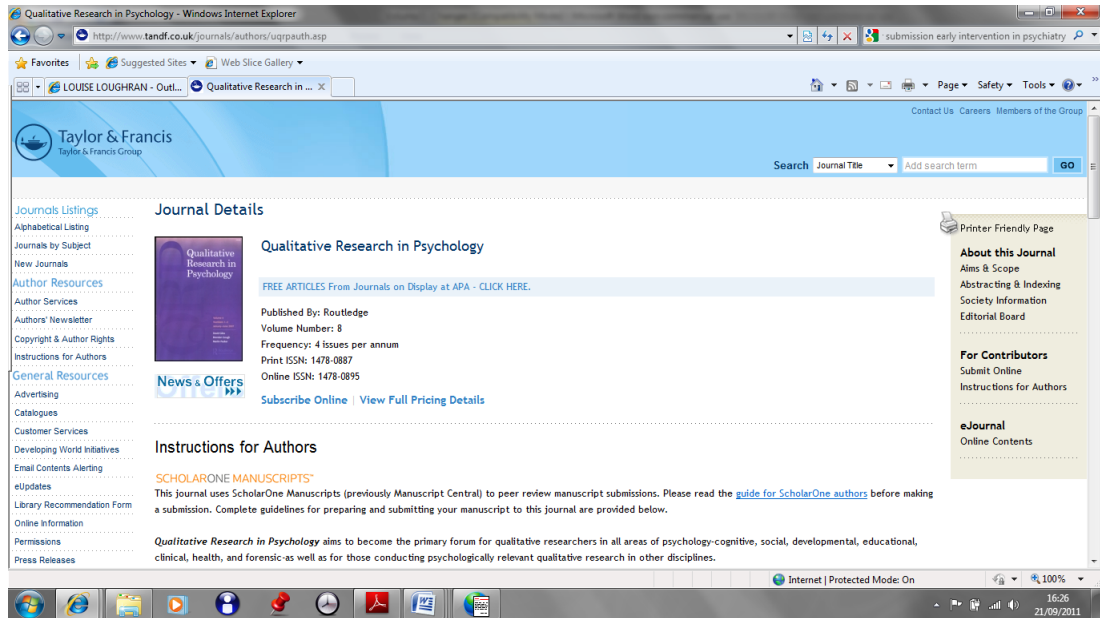 Qualitative Research in Psychology - Windows Internet Explorer
http://www.tandf.co.uk/journals/authors/uqrpauth.asp
submission early intervention in psychiatry
Favorites Suggested Sites Web Slice Gallery
LOUISE LOUGHRAN - Outl... Qualitative Research in ... X
Page Safety Tools
Contact Us Careers Members of the Group
Taylor & Francis
Taylor & Francis Group
Search Journal Title Add search term GO
Journals Listings
Alphabetical Listing
Journals by Subject
New Journals
Author Resources
Author Services
Authors' Newsletter
Copyright & Author Rights
Instructions for Authors
General Resources
Advertising
Catalogues
Customer Services
Developing World Initiatives
Email Contents Alerting
eUpdates
Library Recommendation Form
Online Information
Permissions
Press Releases
Journal Details
Qualitative
Research in
Psychology
News & Offers
Qualitative Research in Psychology
FREE ARTICLES From Journals on Display at APA - CLICK HERE.
Published By: Routledge
Volume Number: 8
Frequency: 4 issues per annum
Print ISSN: 1478-0887
Online ISSN: 1478-0895
Subscribe Online | View Full Pricing Details
Instructions for Authors
SCHOLARONE MANUSCRIPTS™
This journal uses ScholarOne Manuscripts (previously Manuscript Central) to peer review manuscript submissions. Please read the guide for ScholarOne authors before making
a submission. Complete guidelines for preparing and submitting your manuscript to this journal are provided below.
Qualitative Research in Psychology aims to become the primary forum for qualitative researchers in all areas of psychology-cognitive, social, developmental, educational,
clinical, health, and forensic-as well as for those conducting psychologically relevant qualitative research in other disciplines.
Printer Friendly Page
About this Journal
Aims & Scope
Abstracting & Indexing
Society Information
Editorial Board
For Contributors
Submit Online
Instructions for Authors
eJournal
Online Contents
Internet | Protected Mode: On
100%
16:26
21/09/2011